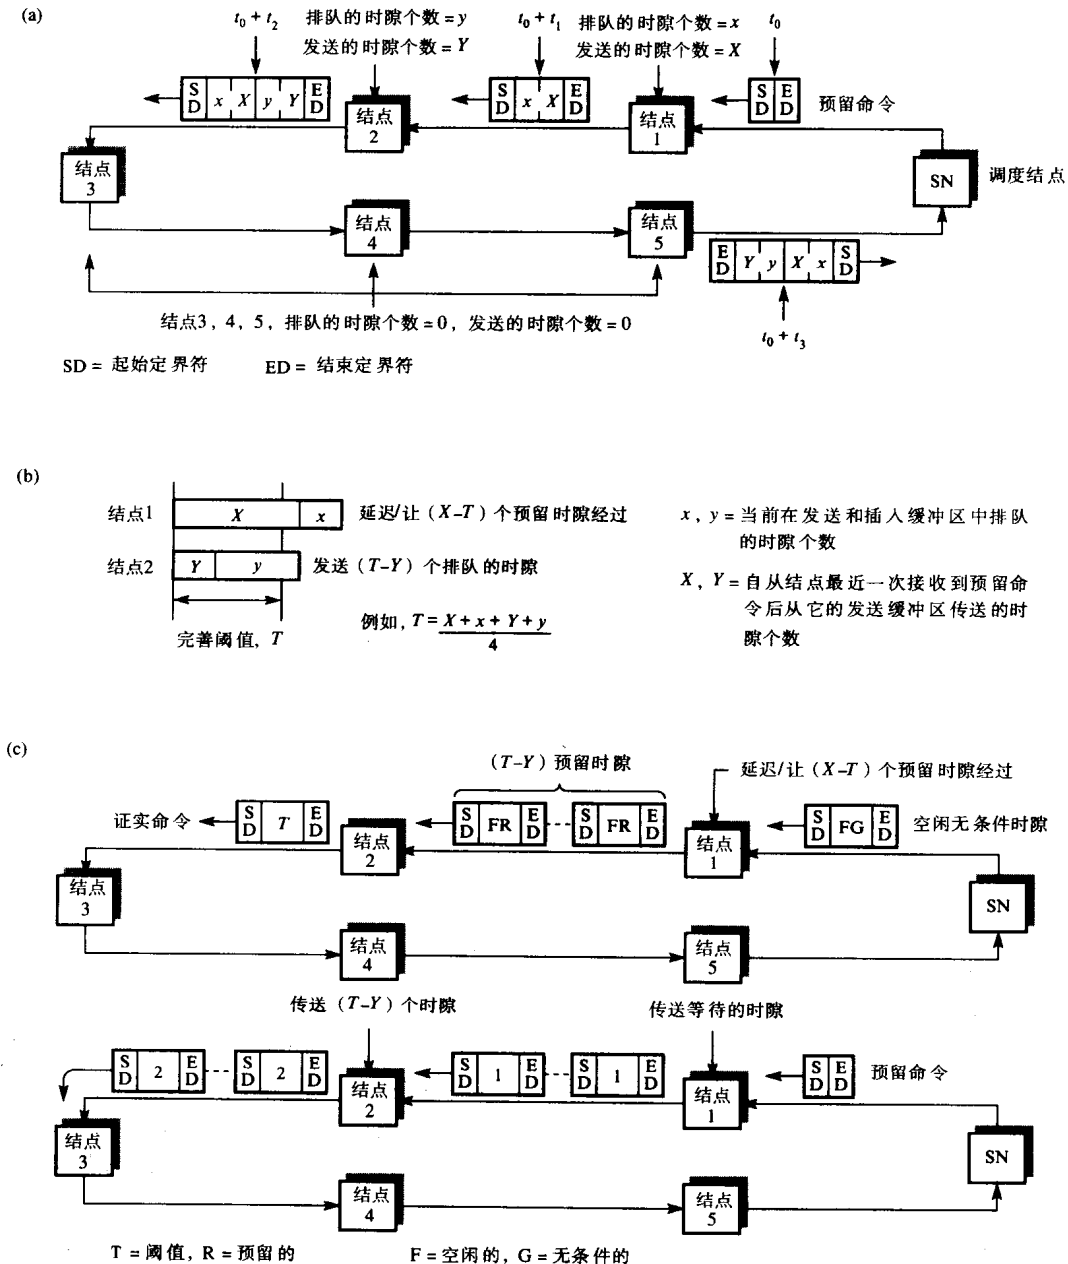 (a)
t₀ + t₂ 排队的时隙个数 = y t₀ + t₁ 排队的时隙个数 = x t₀
发送的时隙个数 = Y 发送的时隙个数 = X
SD x X y Y ED
SD x X ED
SD ED 预留命令
结点 2
结点 1
结点 3
SN 调度结点
结点 4
结点 5
ED Y y X x SD
结点3, 4, 5, 排队的时隙个数 = 0, 发送的时隙个数 = 0
t₀ + t₃
SD = 起始定界符 ED = 结束定界符
(b)
结点1 X x 延迟/让 (X–T) 个预留时隙经过
结点2 Y y 发送 (T–Y) 个排队的时隙
完善阈值, T
例如, T = X + x + Y + y
4
x, y = 当前在发送和插入缓冲区中排队
的时隙个数
X, Y = 自从结点最近一次接收到预留命
令后从它的发送缓冲区传送的时
隙个数
(c)
(T–Y) 预留时隙
延迟/让 (X–T) 个预留时隙经过
证实命令 SD T ED
SD FR ED SD FR ED
SD FG ED 空闲无条件时隙
结点 2
结点 1
结点 3
SN
结点 4
结点 5
传送 (T–Y) 个时隙
传送等待的时隙
SD 2 ED SD 2 ED
SD 1 ED SD 1 ED
SD ED 预留命令
结点 2
结点 1
结点 3
SN
结点 4
结点 5
T = 阈值, R = 预留的 F = 空闲的, G = 无条件的